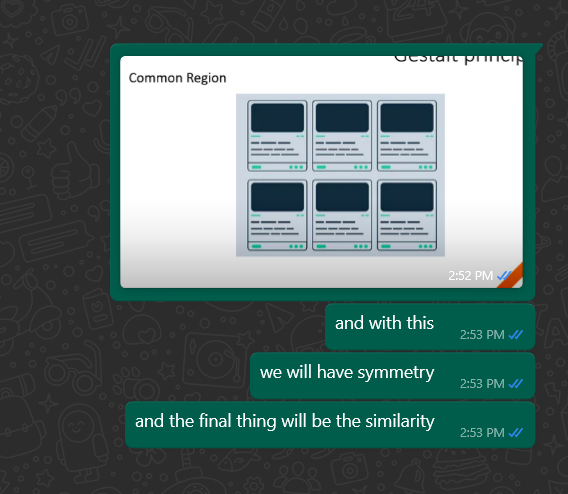 Gestalt princip
Common Region
2:52 PM
and with this
2:53 PM
we will have symmetry
2:53 PM
and the final thing will be the similarity
2:53 PM